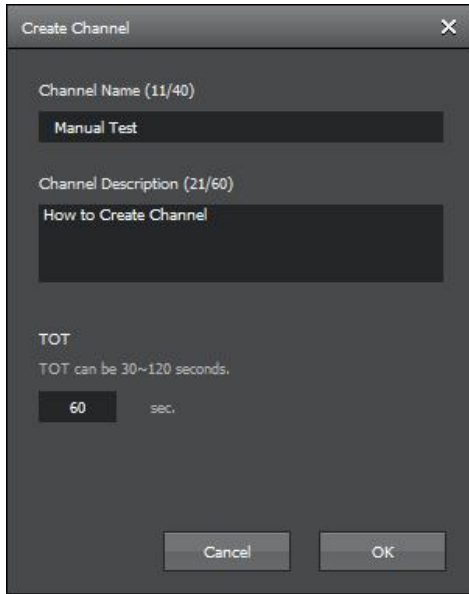 Create Channel
Channel Name (11/40)
Manual Test
Channel Description (21/60)
How to Create Channel
TOT
TOT can be 30~120 seconds.
60 sec.
Cancel OK